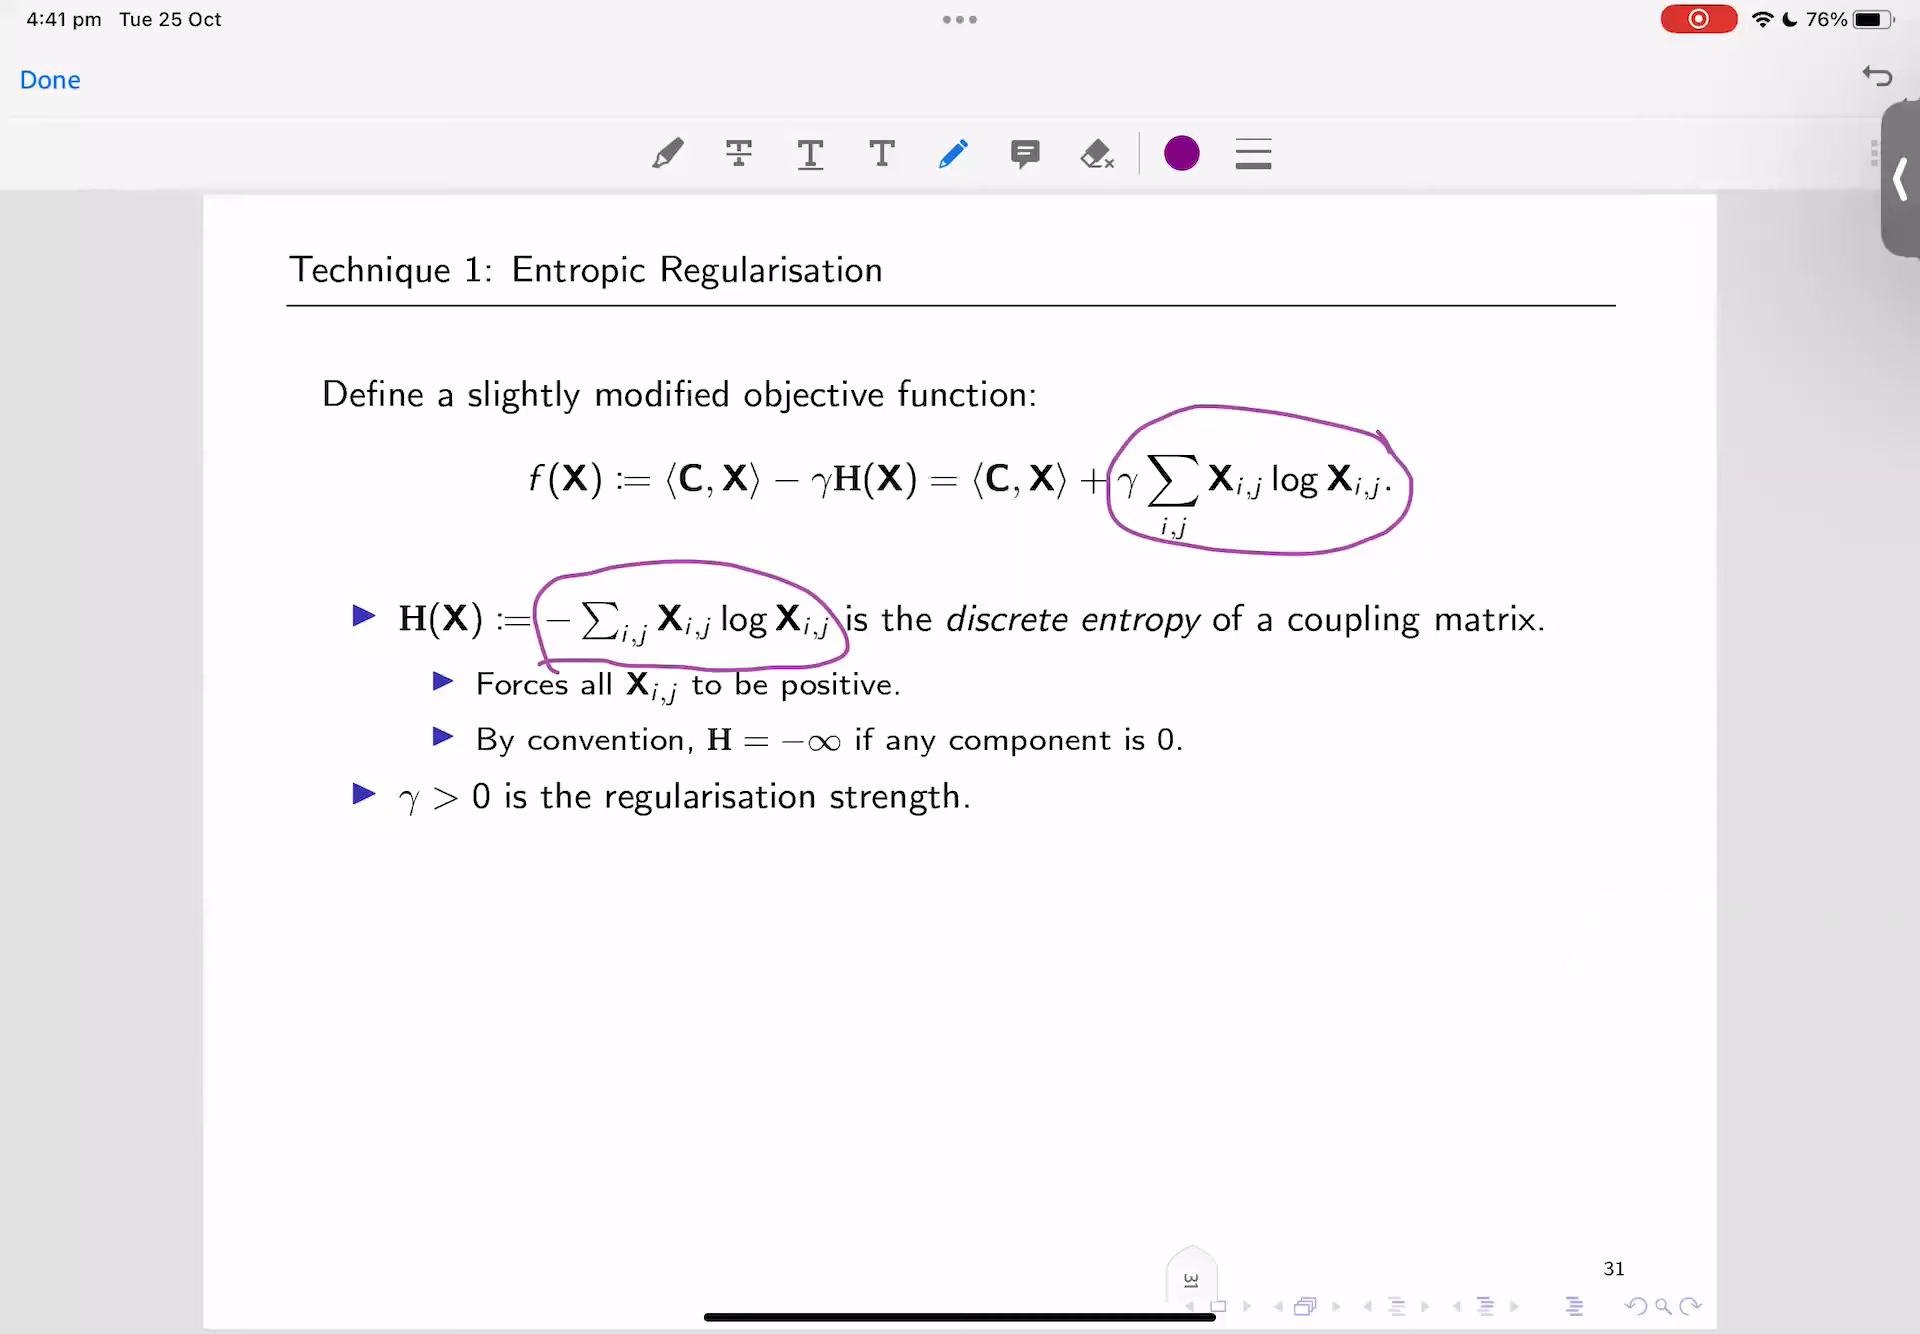 4:41 pm Tue 25 Oct 76%
Done
Technique 1: Entropic Regularisation
Define a slightly modified objective function:
f(X) := ⟨C, X⟩ − γH(X) = ⟨C, X⟩ + γ ∑_{i,j} X_{i,j} log X_{i,j}.
▶ H(X) := − ∑_{i,j} X_{i,j} log X_{i,j} is the discrete entropy of a coupling matrix.
▶ Forces all X_{i,j} to be positive.
▶ By convention, H = −∞ if any component is 0.
▶ γ > 0 is the regularisation strength.
31
31